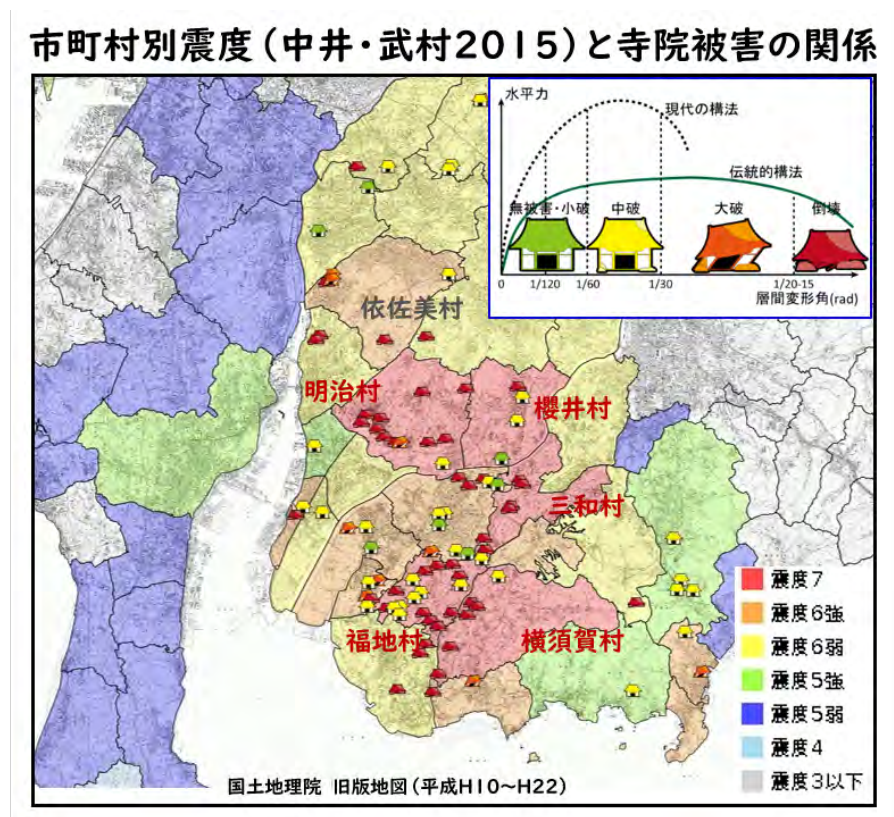 市町村別震度(中井・武村2015)と寺院被害の関係
水平力
現代の構法
伝統的構法
無被害・小破
中破
大破
倒壊
0
1/120
1/60
1/30
1/20-15
層間変形角(rad)
依佐美村
明治村
櫻井村
三和村
福地村
横須賀村
震度7
震度6強
震度6弱
震度5強
震度5弱
震度4
震度3以下
国土地理院 旧版地図(平成H10~H22)